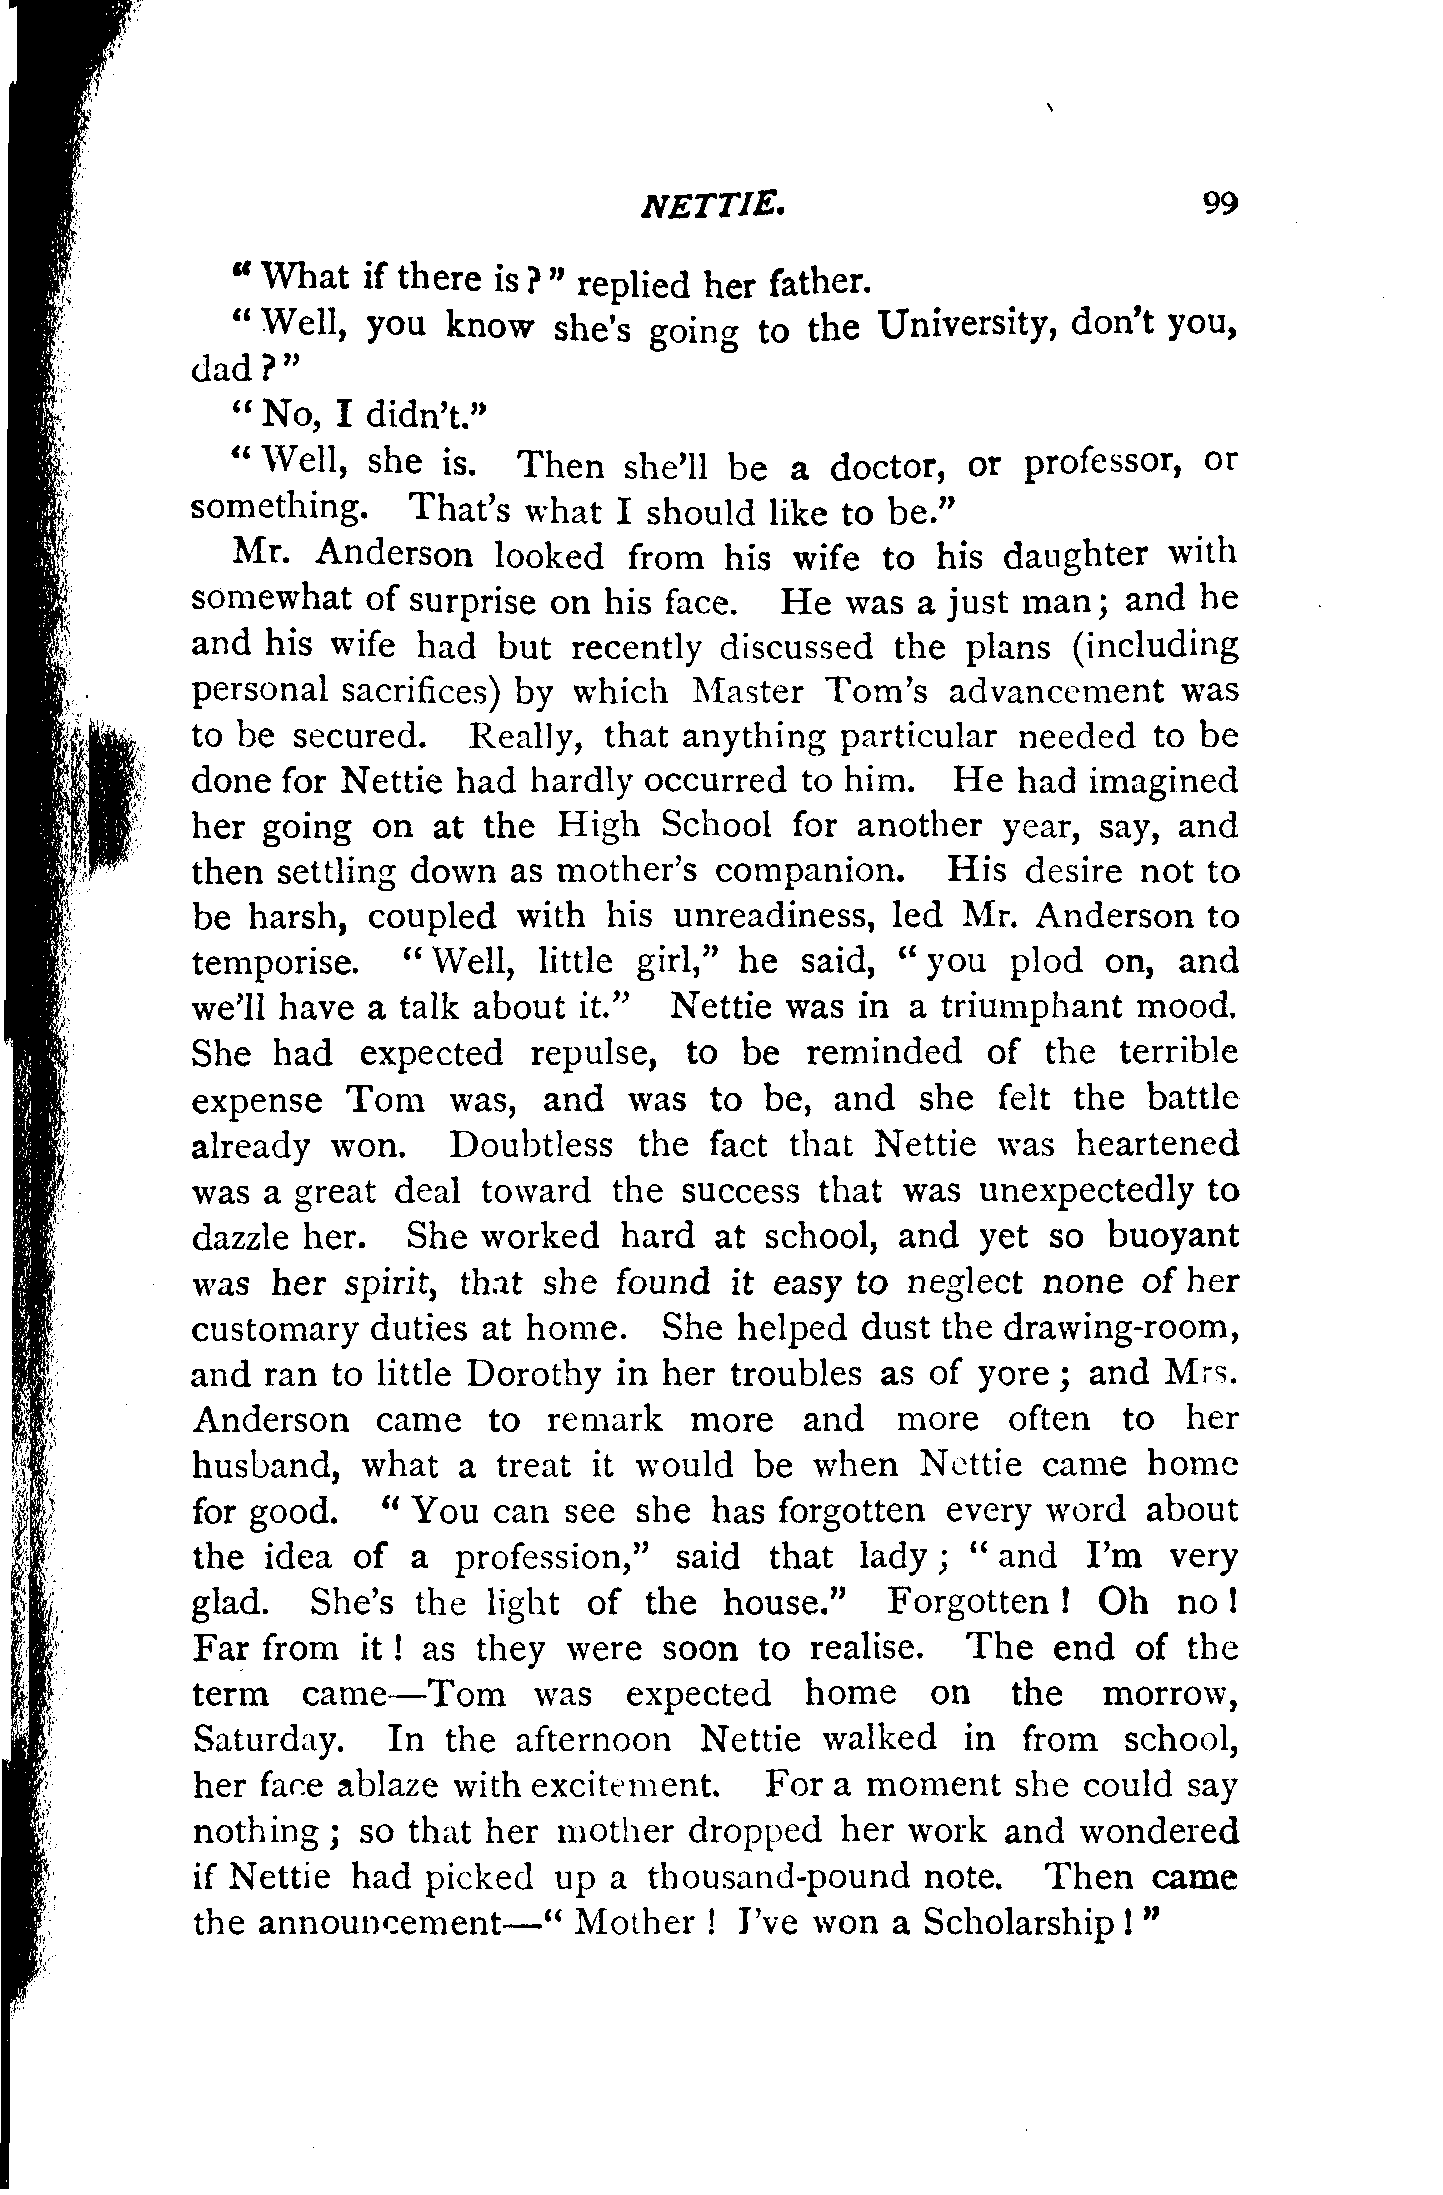 NETTIE. 99
“ What if there is ? ” replied her father.
“ Well, you know she's going to the University, don't you,
dad ? ”
“ No, I didn't.”
“ Well, she is. Then she'll be a doctor, or professor, or
something. That's what I should like to be.”
Mr. Anderson looked from his wife to his daughter with
somewhat of surprise on his face. He was a just man ; and he
and his wife had but recently discussed the plans (including
personal sacrifices) by which Master Tom's advancement was
to be secured. Really, that anything particular needed to be
done for Nettie had hardly occurred to him. He had imagined
her going on at the High School for another year, say, and
then settling down as mother's companion. His desire not to
be harsh, coupled with his unreadiness, led Mr. Anderson to
temporise. “ Well, little girl,” he said, “ you plod on, and
we'll have a talk about it.” Nettie was in a triumphant mood.
She had expected repulse, to be reminded of the terrible
expense Tom was, and was to be, and she felt the battle
already won. Doubtless the fact that Nettie was heartened
was a great deal toward the success that was unexpectedly to
dazzle her. She worked hard at school, and yet so buoyant
was her spirit, that she found it easy to neglect none of her
customary duties at home. She helped dust the drawing-room,
and ran to little Dorothy in her troubles as of yore ; and Mrs.
Anderson came to remark more and more often to her
husband, what a treat it would be when Nettie came home
for good. “ You can see she has forgotten every word about
the idea of a profession,” said that lady ; “ and I'm very
glad. She's the light of the house.” Forgotten ! Oh no !
Far from it ! as they were soon to realise. The end of the
term came—Tom was expected home on the morrow,
Saturday. In the afternoon Nettie walked in from school,
her face ablaze with excitement. For a moment she could say
nothing ; so that her mother dropped her work and wondered
if Nettie had picked up a thousand-pound note. Then came
the announcement—“ Mother ! I've won a Scholarship ! ”